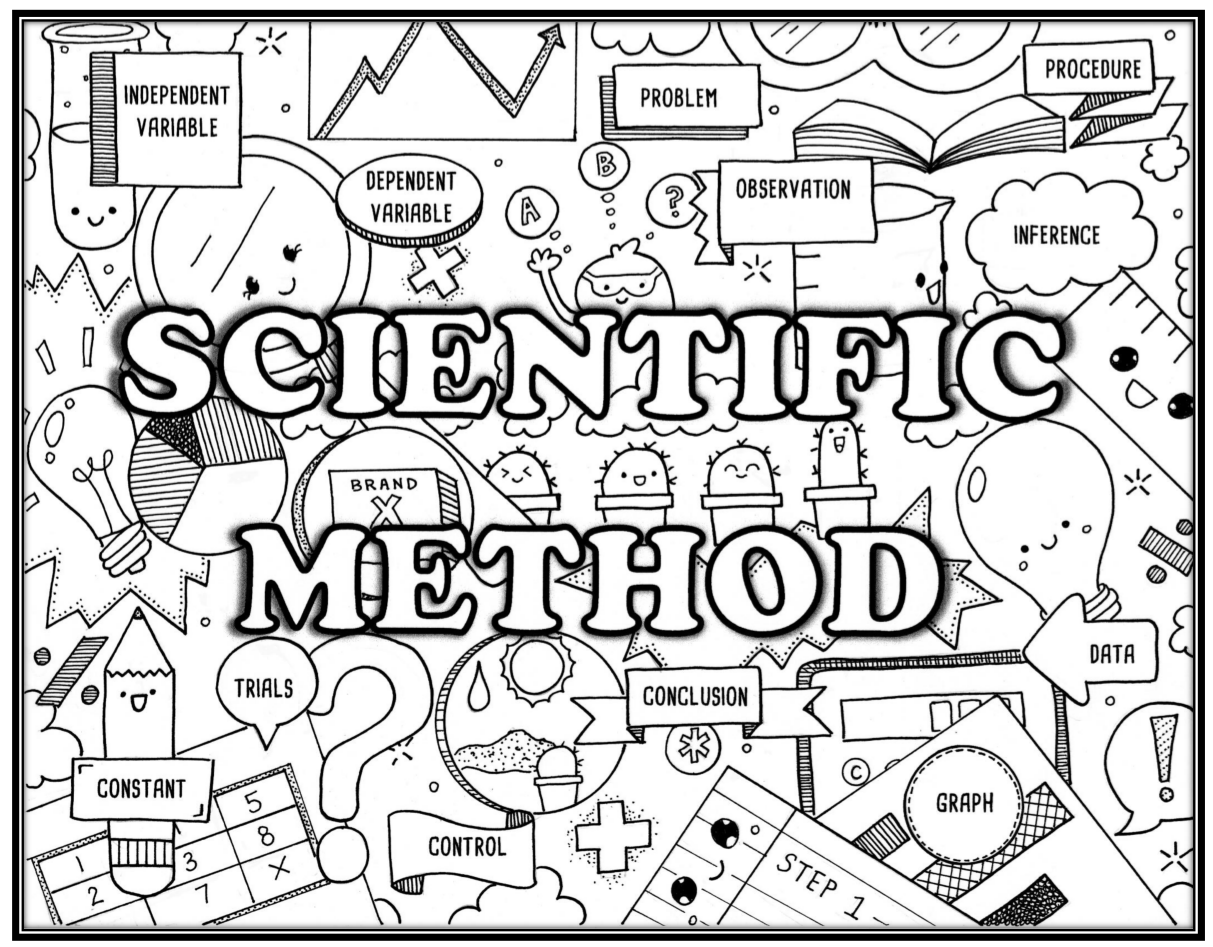 INDEPENDENT
VARIABLE
PROBLEM
PROCEDURE
DEPENDENT
VARIABLE
A
B
?
OBSERVATION
INFERENCE
SCIENTIFIC
BRAND
X
METHOD
TRIALS
CONCLUSION
DATA
CONSTANT
5
1 3 8
2 7 X
CONTROL
©
GRAPH
STEP 1